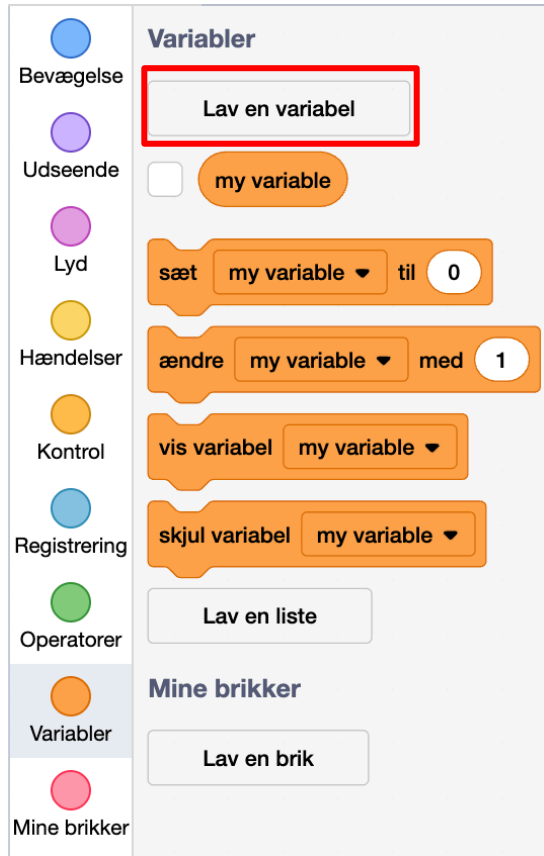 Bevægelse
Udseende
Lyd
Hændelser
Kontrol
Registrering
Operatorer
Variabler
Mine brikker
Variabler
Lav en variabel
my variable
sæt my variable til 0
ændre my variable med 1
vis variabel my variable
skjul variabel my variable
Lav en liste
Mine brikker
Lav en brik